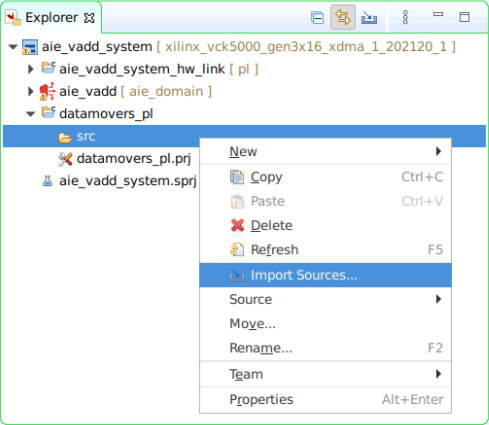 Explorer
aie_vadd_system [ xilinx_vck5000_gen3x16_xdma_1_202120_1 ]
aie_vadd_system_hw_link [ pl ]
aie_vadd [ aie_domain ]
datamovers_pl
src
datamovers_pl.prj
aie_vadd_system.sprj
New
Copy Ctrl+C
Paste Ctrl+V
Delete
Refresh F5
Import Sources...
Source
Move...
Rename... F2
Team
Properties Alt+Enter